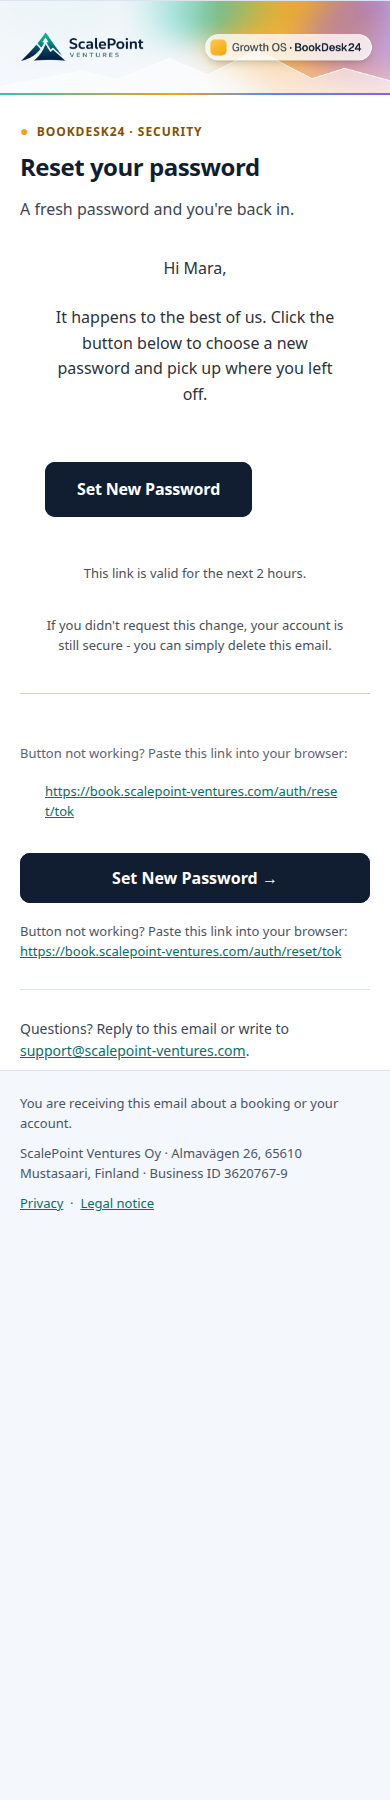 ScalePoint
VENTURES
Growth OS · BookDesk24
BOOKDESK24 · SECURITY
Reset your password
A fresh password and you're back in.
Hi Mara,
It happens to the best of us. Click the
button below to choose a new
password and pick up where you left
off.
Set New Password
This link is valid for the next 2 hours.
If you didn't request this change, your account is
still secure - you can simply delete this email.
Button not working? Paste this link into your browser:
https://book.scalepoint-ventures.com/auth/rese
t/tok
Set New Password →
Button not working? Paste this link into your browser:
https://book.scalepoint-ventures.com/auth/reset/tok
Questions? Reply to this email or write to
support@scalepoint-ventures.com.
You are receiving this email about a booking or your
account.
ScalePoint Ventures Oy · Almavägen 26, 65610
Mustasaari, Finland · Business ID 3620767-9
Privacy · Legal notice